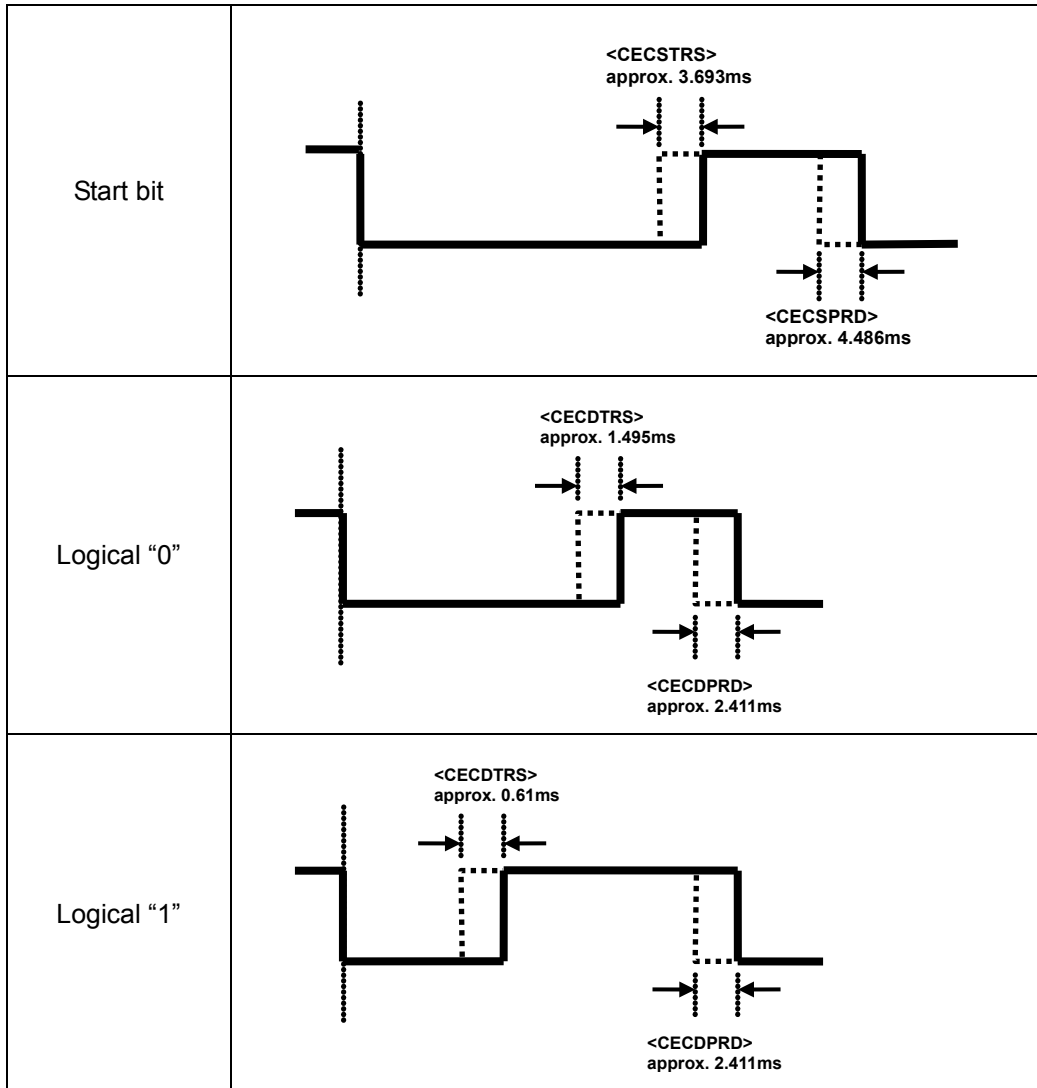 Start bit
<CECSTRS>
approx. 3.693ms
<CECSPRD>
approx. 4.486ms
Logical “0”
<CECDTRS>
approx. 1.495ms
<CECDPRD>
approx. 2.411ms
Logical “1”
<CECDTRS>
approx. 0.61ms
<CECDPRD>
approx. 2.411ms